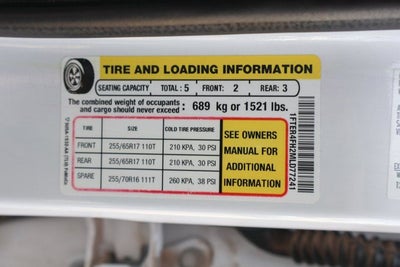 TIRE AND LOADING INFORMATION
SEATING CAPACITY TOTAL : 5 FRONT: 2 REAR: 3
The combined weight of occupants
and cargo should never exceed : 689 kg or 1521 lbs.
TIRE SIZE COLD TIRE PRESSURE
FRONT 255/65R17 110T 210 KPA, 30 PSI
REAR 255/65R17 110T 210 KPA, 30 PSI
SPARE 255/70R16 111T 260 KPA, 38 PSI
SEE OWNERS
MANUAL FOR
ADDITIONAL
INFORMATION
1FTER4FH2MLD77241